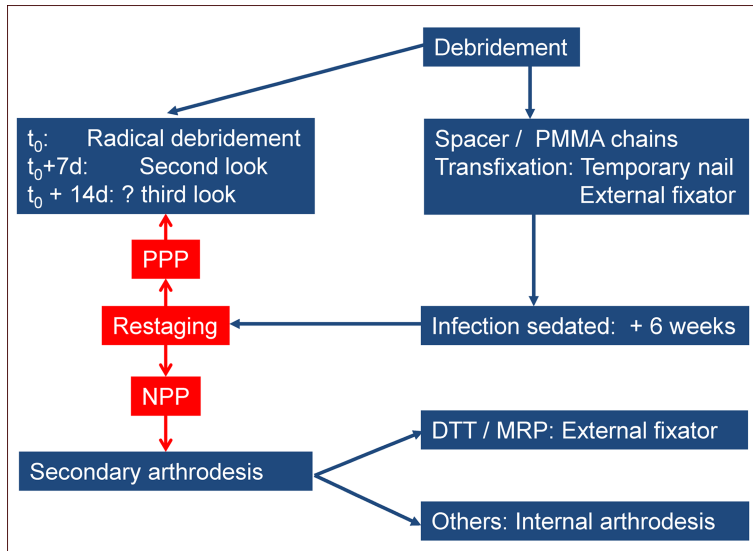 Debridement
t₀: Radical debridement
t₀+7d: Second look
t₀ + 14d: ? third look
Spacer / PMMA chains
Transfixation: Temporary nail
External fixator
PPP
Restaging
Infection sedated: + 6 weeks
NPP
DTT / MRP: External fixator
Secondary arthrodesis
Others: Internal arthrodesis